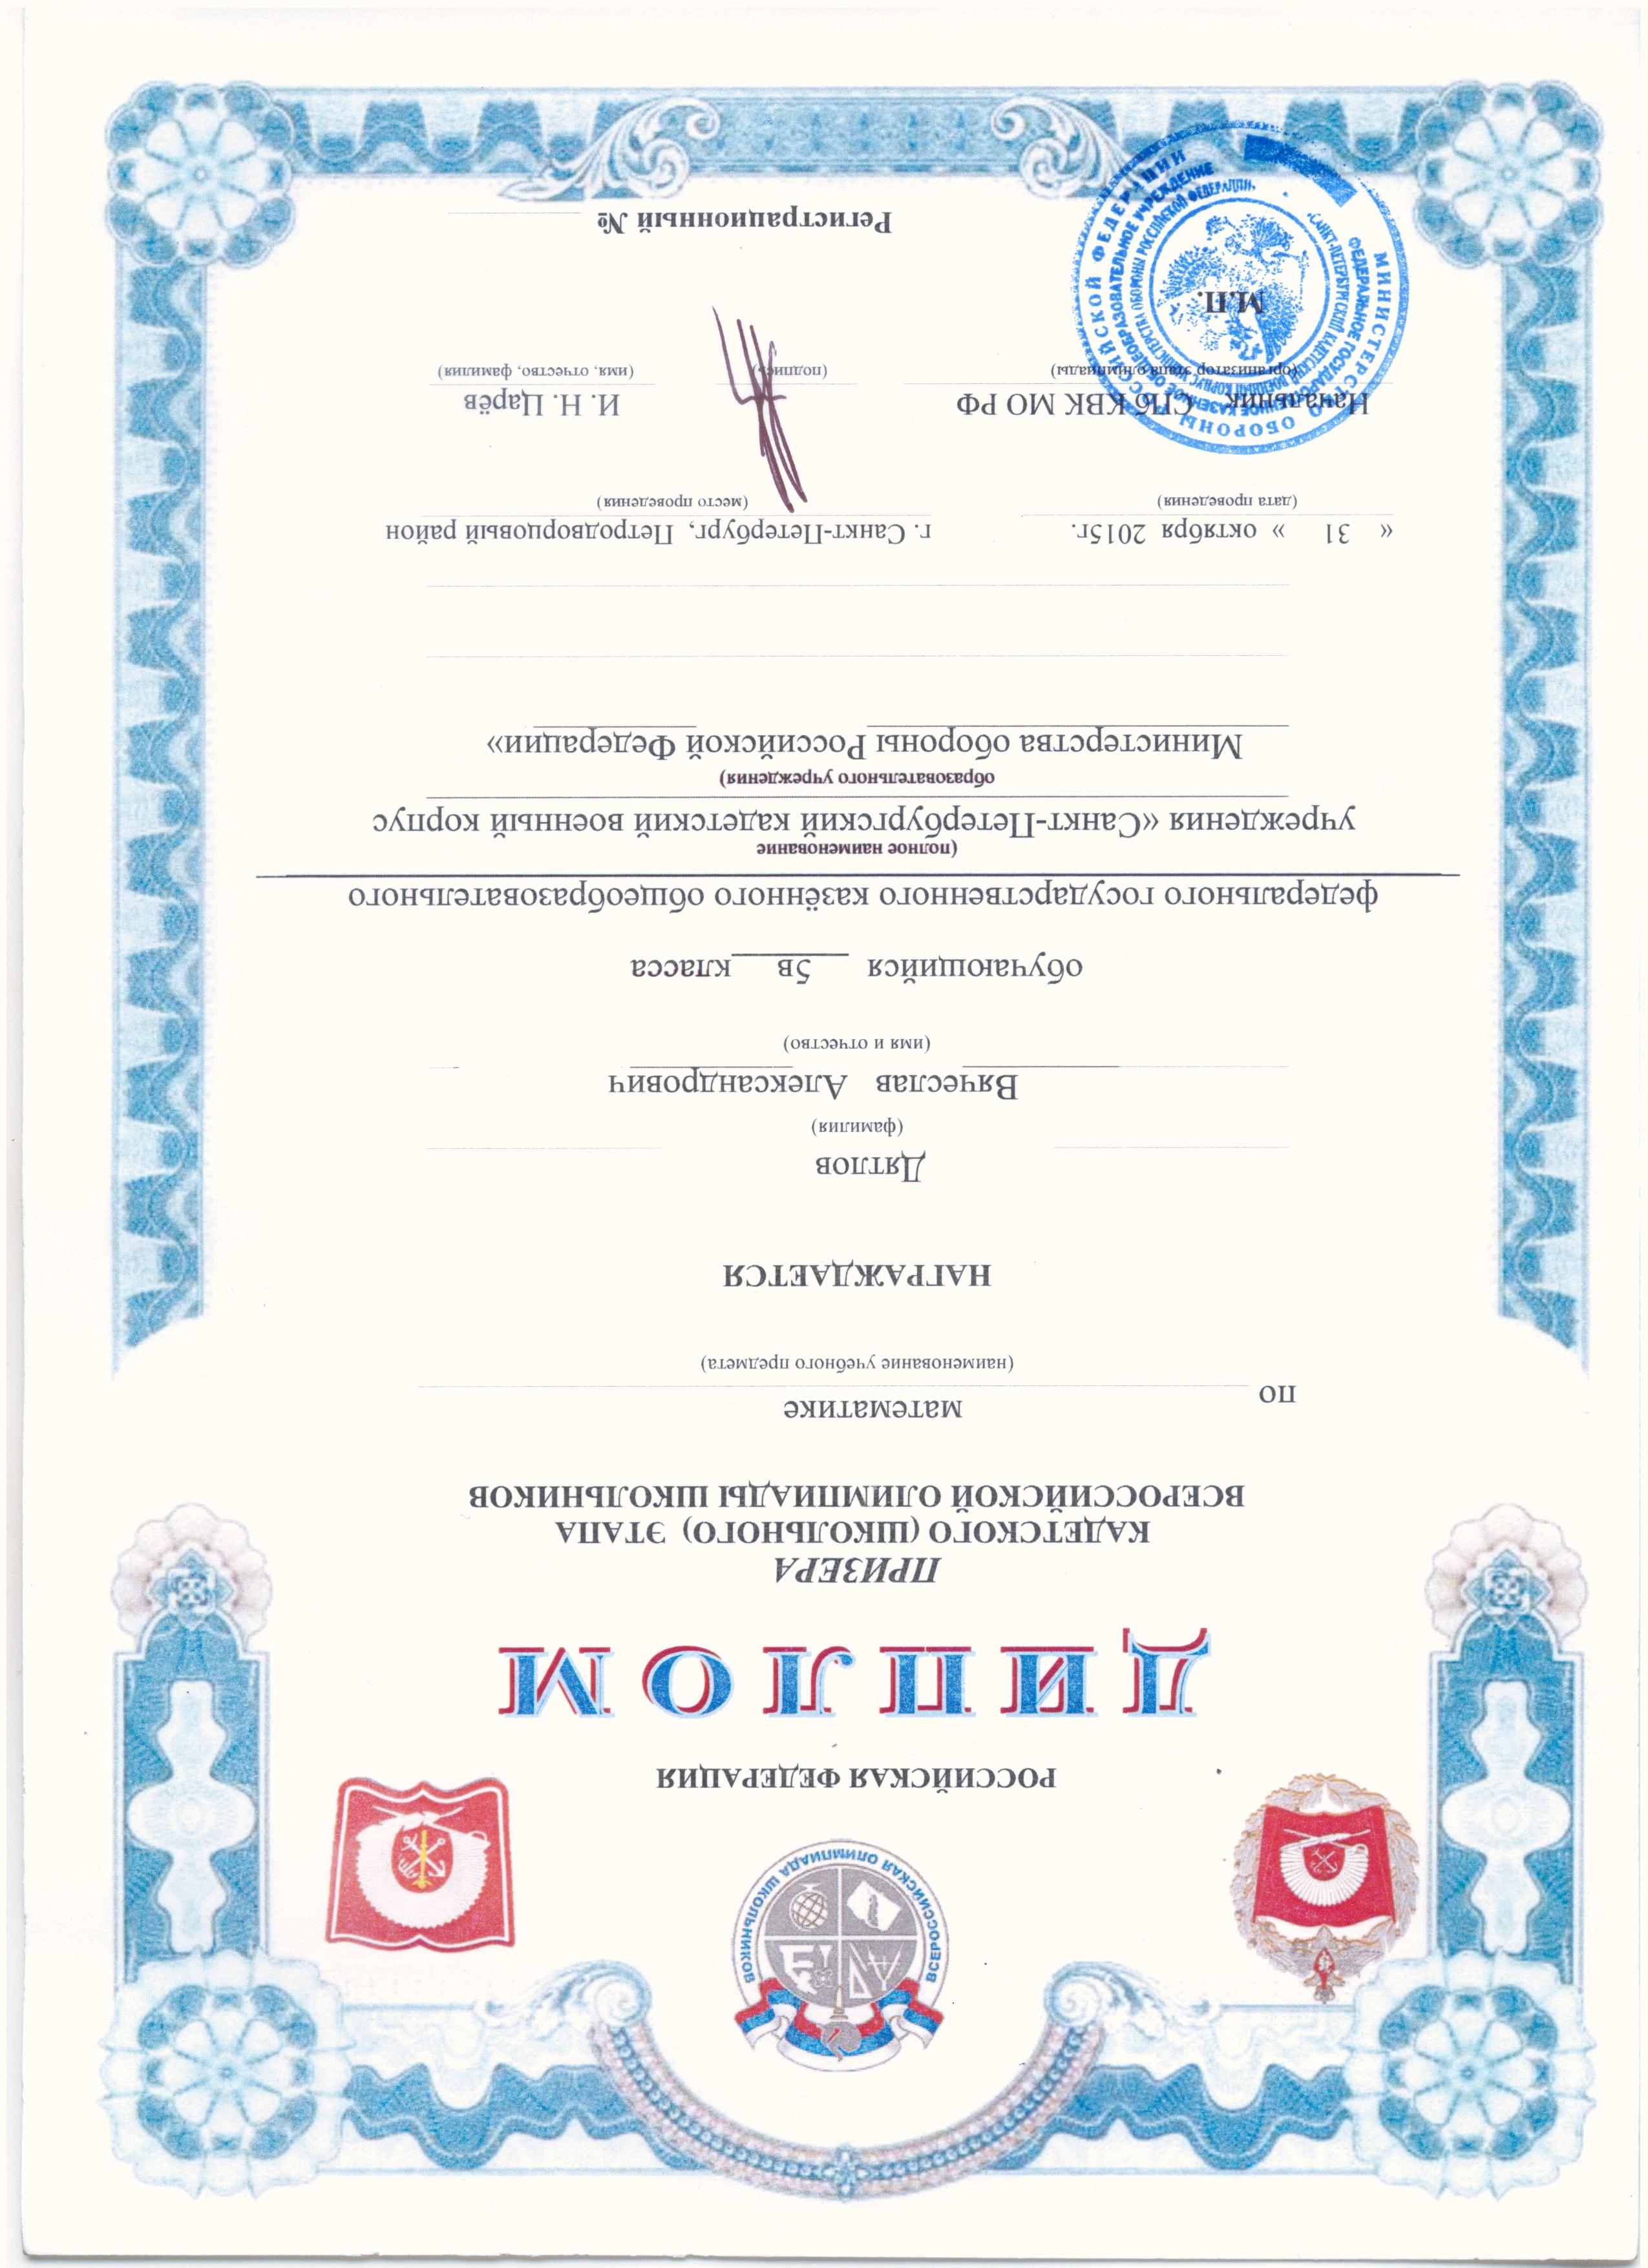 ВСЕРОССИЙСКАЯ ОЛИМПИАДА ШКОЛЬНИКОВ
РОССИЙСКАЯ ФЕДЕРАЦИЯ
ДИПЛОМ
ПРИЗЕРА
КАДЕТСКОГО (ШКОЛЬНОГО) ЭТАПА
ВСЕРОССИЙСКОЙ ОЛИМПИАДЫ ШКОЛЬНИКОВ
по математике
(наименование учебного предмета)
НАГРАЖДАЕТСЯ
Дятлов
(фамилия)
Вячеслав Александрович
(имя и отчество)
обучающийся 5в класса
федерального государственного казённого общеобразовательного
(полное наименование
учреждения «Санкт-Петербургский кадетский военный корпус
образовательного учреждения)
Министерства обороны Российской Федерации»
« 31 » октября 2015г. г. Санкт-Петербург, Петродворцовый район
(дата проведения) (место проведения)
Начальник СПб КВК МО РФ И. Н. Царёв
(организатор этапа олимпиады) (подпись) (имя, отчество, фамилия)
М.П.
МИНИСТЕРСТВО ОБОРОНЫ РОССИЙСКОЙ ФЕДЕРАЦИИ
ФЕДЕРАЛЬНОЕ ГОСУДАРСТВЕННОЕ КАЗЕННОЕ ОБЩЕОБРАЗОВАТЕЛЬНОЕ УЧРЕЖДЕНИЕ
«САНКТ-ПЕТЕРБУРГСКИЙ КАДЕТСКИЙ ВОЕННЫЙ КОРПУС МИНИСТЕРСТВА ОБОРОНЫ РОССИЙСКОЙ ФЕДЕРАЦИИ»
Регистрационный №